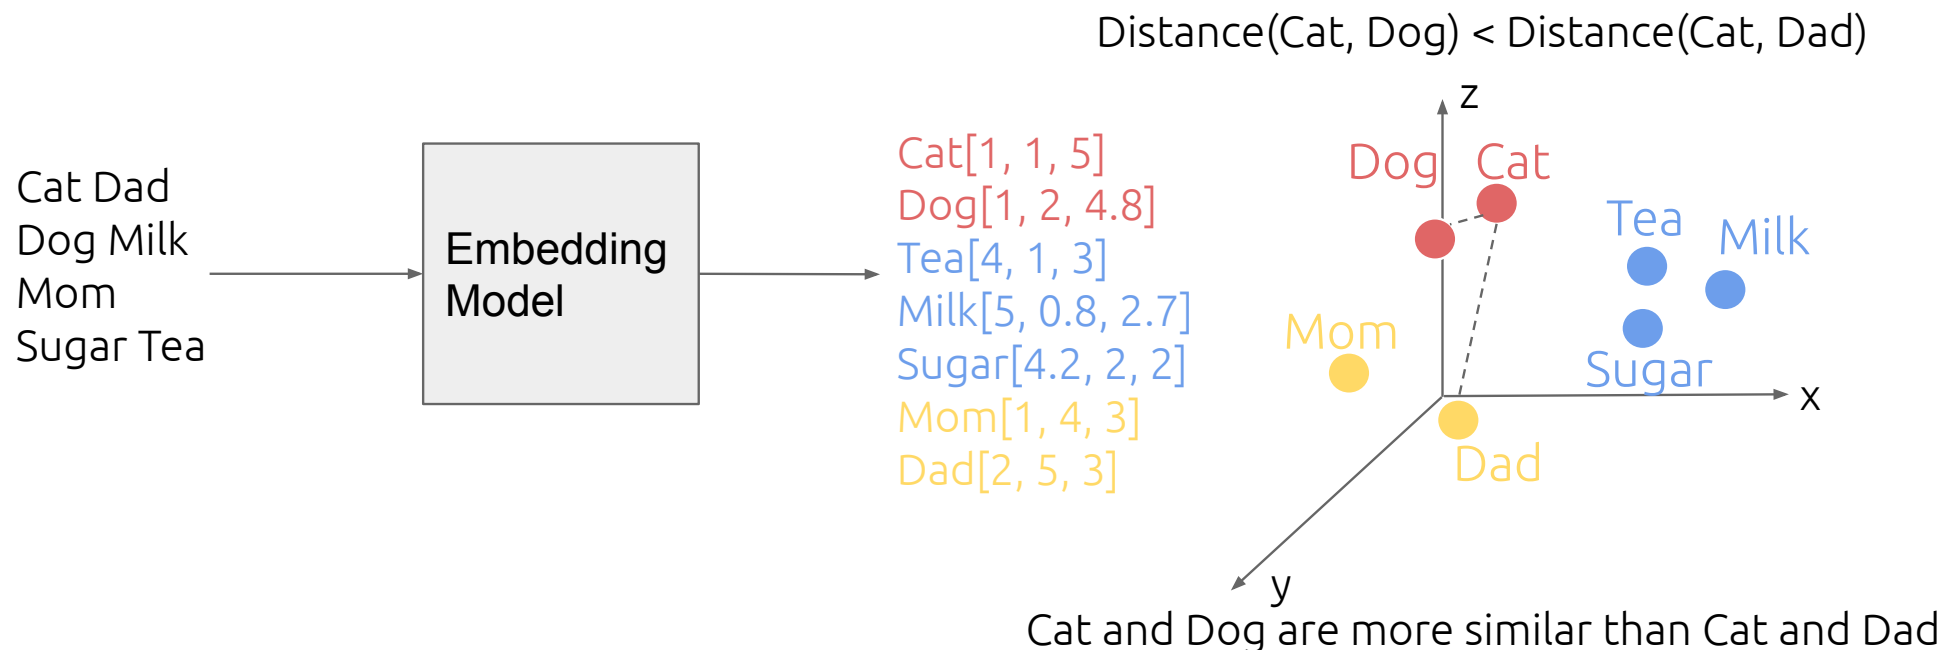 Cat Dad
Dog Milk
Mom
Sugar Tea
Embedding
Model
Cat[1, 1, 5]
Dog[1, 2, 4.8]
Tea[4, 1, 3]
Milk[5, 0.8, 2.7]
Sugar[4.2, 2, 2]
Mom[1, 4, 3]
Dad[2, 5, 3]
Distance(Cat, Dog) < Distance(Cat, Dad)
z
Dog Cat
Tea Milk
Mom
Sugar
x
Dad
y
Cat and Dog are more similar than Cat and Dad